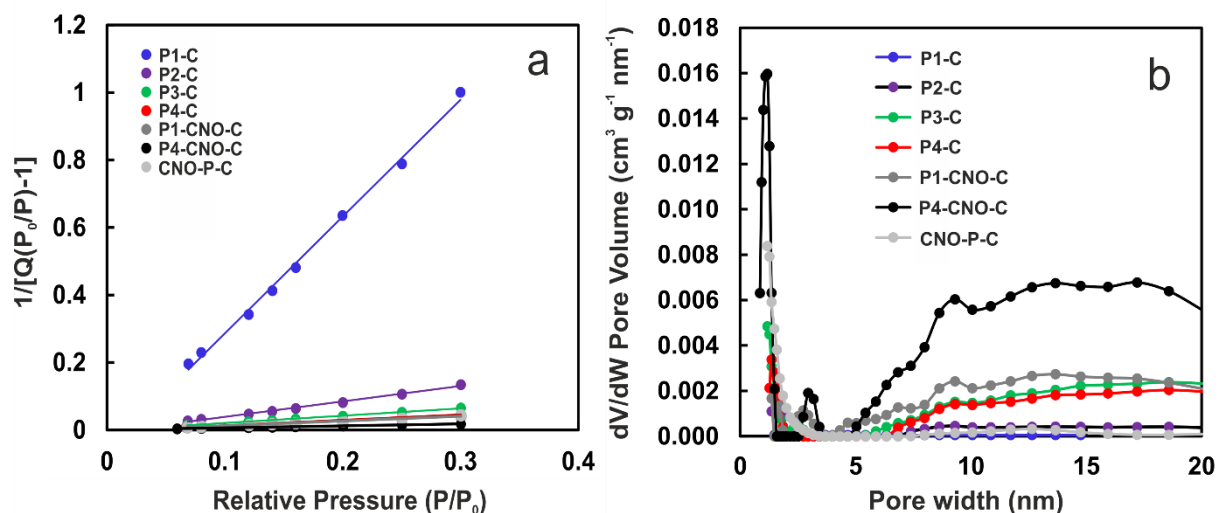 a
1/[Q(P₀/P)-1]
1.2
1
0.8
0.6
0.4
0.2
0
P1-C
P2-C
P3-C
P4-C
P1-CNO-C
P4-CNO-C
CNO-P-C
0 0.1 0.2 0.3 0.4
Relative Pressure (P/P₀)
b
dV/dW Pore Volume (cm³ g⁻¹ nm⁻¹)
0.018
0.016
0.014
0.012
0.010
0.008
0.006
0.004
0.002
0.000
P1-C
P2-C
P3-C
P4-C
P1-CNO-C
P4-CNO-C
CNO-P-C
0 5 10 15 20
Pore width (nm)